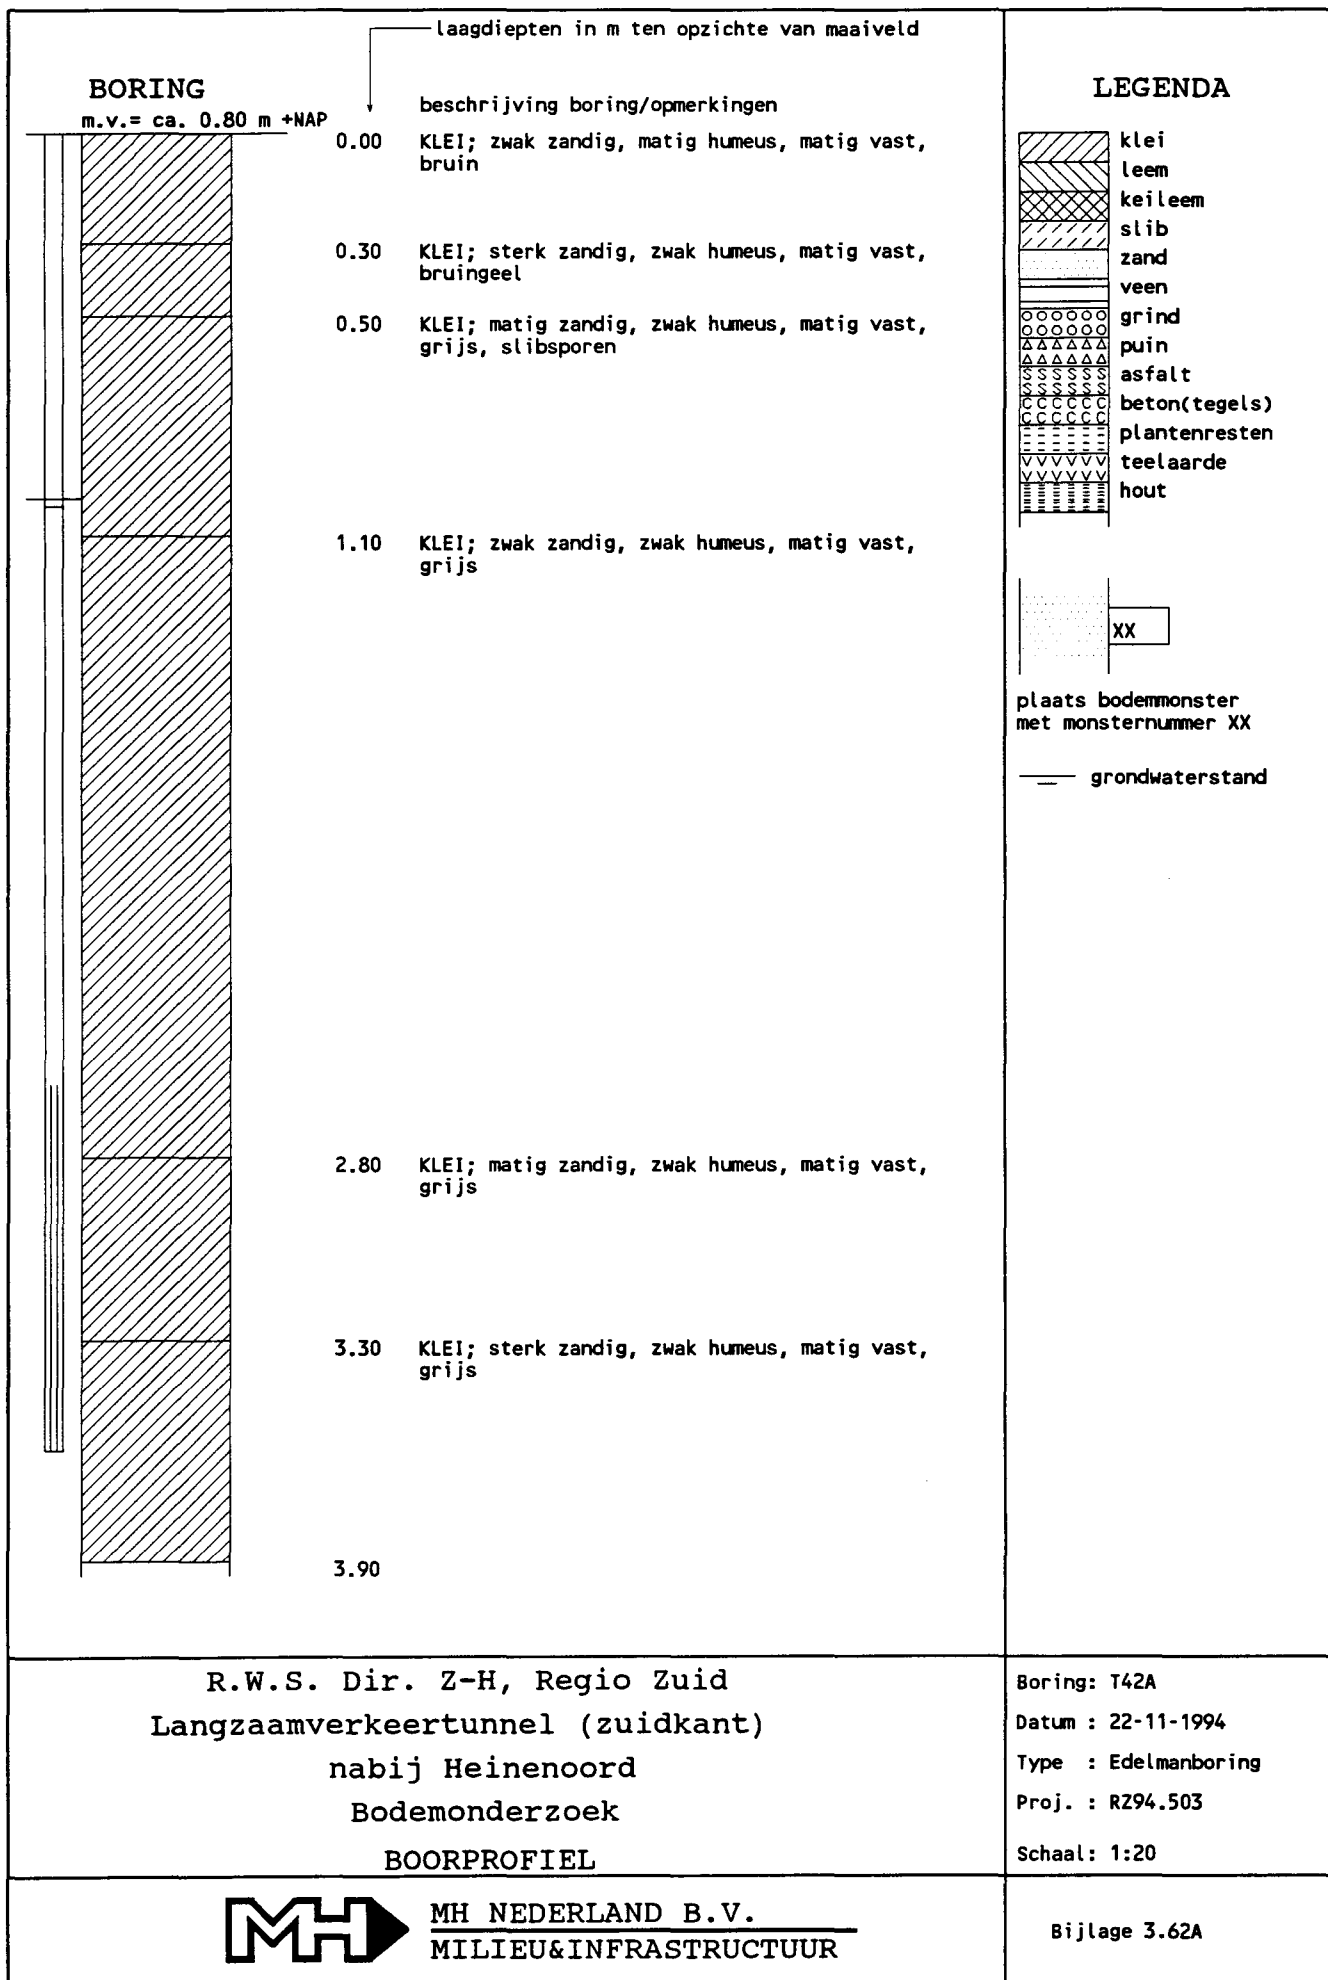 laagdiepten in m ten opzichte van maaiveld
BORING
m.v.= ca. 0.80 m +NAP
beschrijving boring/opmerkingen
0.00 KLEI; zwak zandig, matig humeus, matig vast,
bruin
0.30 KLEI; sterk zandig, zwak humeus, matig vast,
bruingeel
0.50 KLEI; matig zandig, zwak humeus, matig vast,
grijs, slibsporen
1.10 KLEI; zwak zandig, zwak humeus, matig vast,
grijs
2.80 KLEI; matig zandig, zwak humeus, matig vast,
grijs
3.30 KLEI; sterk zandig, zwak humeus, matig vast,
grijs
3.90
LEGENDA
klei
leem
keileem
slib
zand
veen
grind
puin
asfalt
beton(tegels)
plantenresten
teelaarde
hout
XX
plaats bodemmonster
met monsternummer XX
grondwaterstand
R.W.S. Dir. Z-H, Regio Zuid
Langzaamverkeertunnel (zuidkant)
nabij Heinenoord
Bodemonderzoek
BOORPROFIEL
Boring: T42A
Datum : 22-11-1994
Type : Edelmanboring
Proj. : RZ94.503
Schaal: 1:20
MH
MH NEDERLAND B.V.
MILIEU&INFRASTRUCTUUR
Bijlage 3.62A